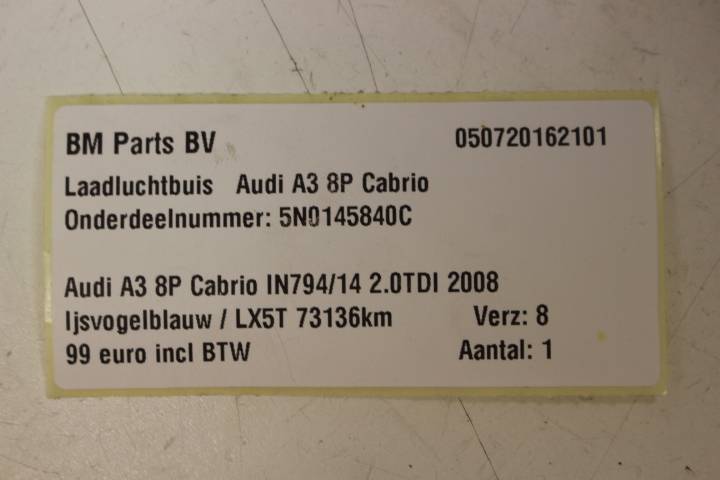 BM Parts BV 050720162101
Laadluchtbuis Audi A3 8P Cabrio
Onderdeelnummer: 5N0145840C
Audi A3 8P Cabrio IN794/14 2.0TDI 2008
Ijsvogelblauw / LX5T 73136km Verz: 8
99 euro incl BTW Aantal: 1